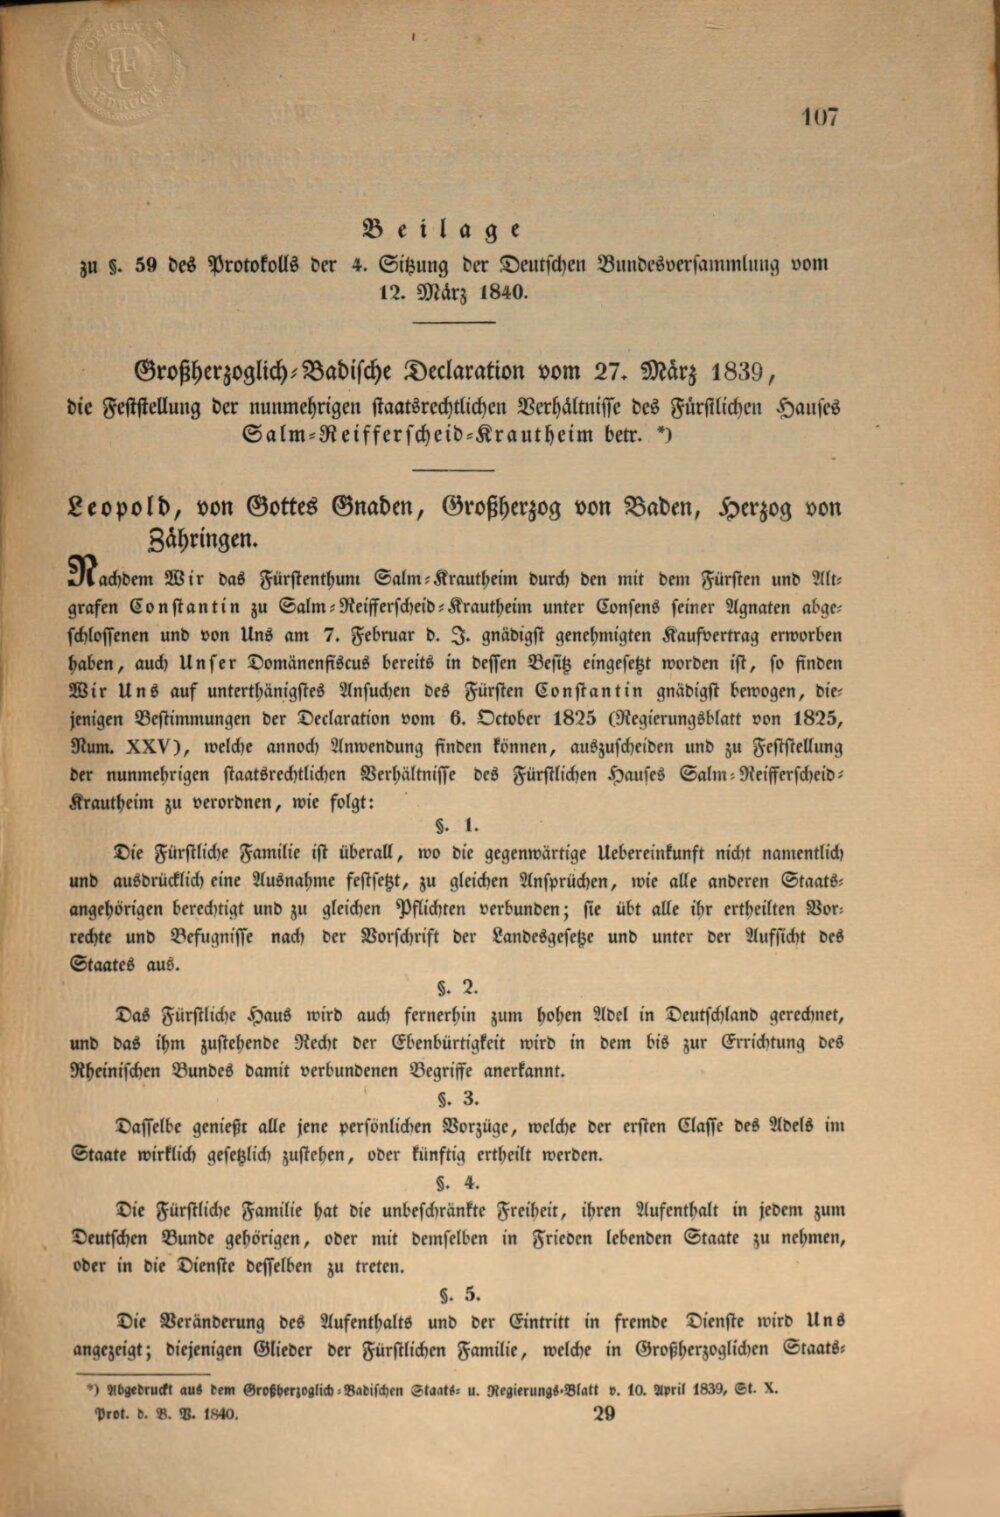 107
Beilage
zu §. 59 des Protokolls der 4. Sitzung der Deutschen Bundesversammlung vom
12. März 1840.
Großherzoglich-Badische Declaration vom 27. März 1839,
die Feststellung der nunmehrigen staatsrechtlichen Verhältnisse des Fürstlichen Hauses
Salm-Reifferscheid-Krautheim betr. *)
Leopold, von Gottes Gnaden, Großherzog von Baden, Herzog von
Zähringen.
Nachdem Wir das Fürstenthum Salm-Krautheim durch den mit dem Fürsten und Alt-
grafen Constantin zu Salm-Reifferscheid-Krautheim unter Consens seiner Agnaten abge-
schlossenen und von Uns am 7. Februar d. J. gnädigst genehmigten Kaufvertrag erworben
haben, auch Unser Domänenfiscus bereits in dessen Besitz eingesetzt worden ist, so finden
Wir Uns auf unterthänigstes Ansuchen des Fürsten Constantin gnädigst bewogen, die-
jenigen Bestimmungen der Declaration vom 6. October 1825 (Regierungsblatt von 1825,
Num. XXV), welche annoch Anwendung finden können, auszuscheiden und zu Feststellung
der nunmehrigen staatsrechtlichen Verhältnisse des Fürstlichen Hauses Salm-Reifferscheid-
Krautheim zu verordnen, wie folgt:
§. 1.
Die Fürstliche Familie ist überall, wo die gegenwärtige Uebereinkunft nicht namentlich
und ausdrücklich eine Ausnahme festsetzt, zu gleichen Ansprüchen, wie alle anderen Staats-
angehörigen berechtigt und zu gleichen Pflichten verbunden; sie übt alle ihr ertheilten Vor-
rechte und Befugnisse nach der Vorschrift der Landesgesetze und unter der Aufsicht des
Staates aus.
§. 2.
Das Fürstliche Haus wird auch fernerhin zum hohen Adel in Deutschland gerechnet,
und das ihm zustehende Recht der Ebenbürtigkeit wird in dem bis zur Errichtung des
Rheinischen Bundes damit verbundenen Begriffe anerkannt.
§. 3.
Dasselbe genießt alle jene persönlichen Vorzüge, welche der ersten Classe des Adels im
Staate wirklich gesetzlich zustehen, oder künftig ertheilt werden.
§. 4.
Die Fürstliche Familie hat die unbeschränkte Freiheit, ihren Aufenthalt in jedem zum
Deutschen Bunde gehörigen, oder mit demselben in Frieden lebenden Staate zu nehmen,
oder in die Dienste desselben zu treten.
§. 5.
Die Veränderung des Aufenthalts und der Eintritt in fremde Dienste wird Uns
angezeigt; diejenigen Glieder der Fürstlichen Familie, welche in Großherzoglichen Staats-
*) Abgedruckt aus dem Großherzoglich-Badischen Staats- u. Regierungs-Blatt v. 10. April 1839, St. X.
Prot. d. B. V. 1840. 29